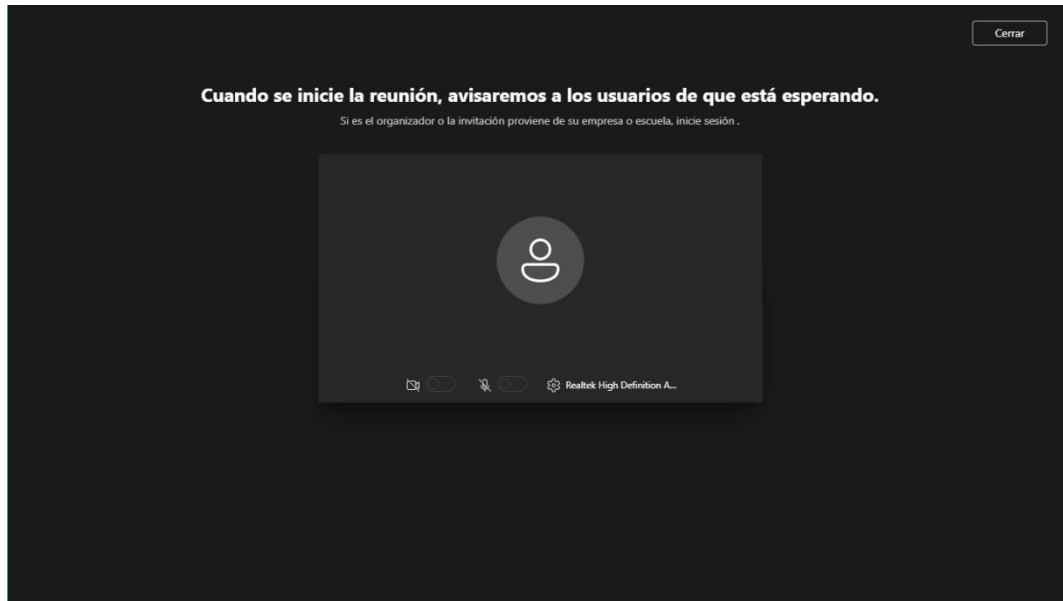 Cerrar
Cuando se inicie la reunión, avisaremos a los usuarios de que está esperando.
Si es el organizador o la invitación proviene de su empresa o escuela, inicie sesión .
Realtek High Definition A...